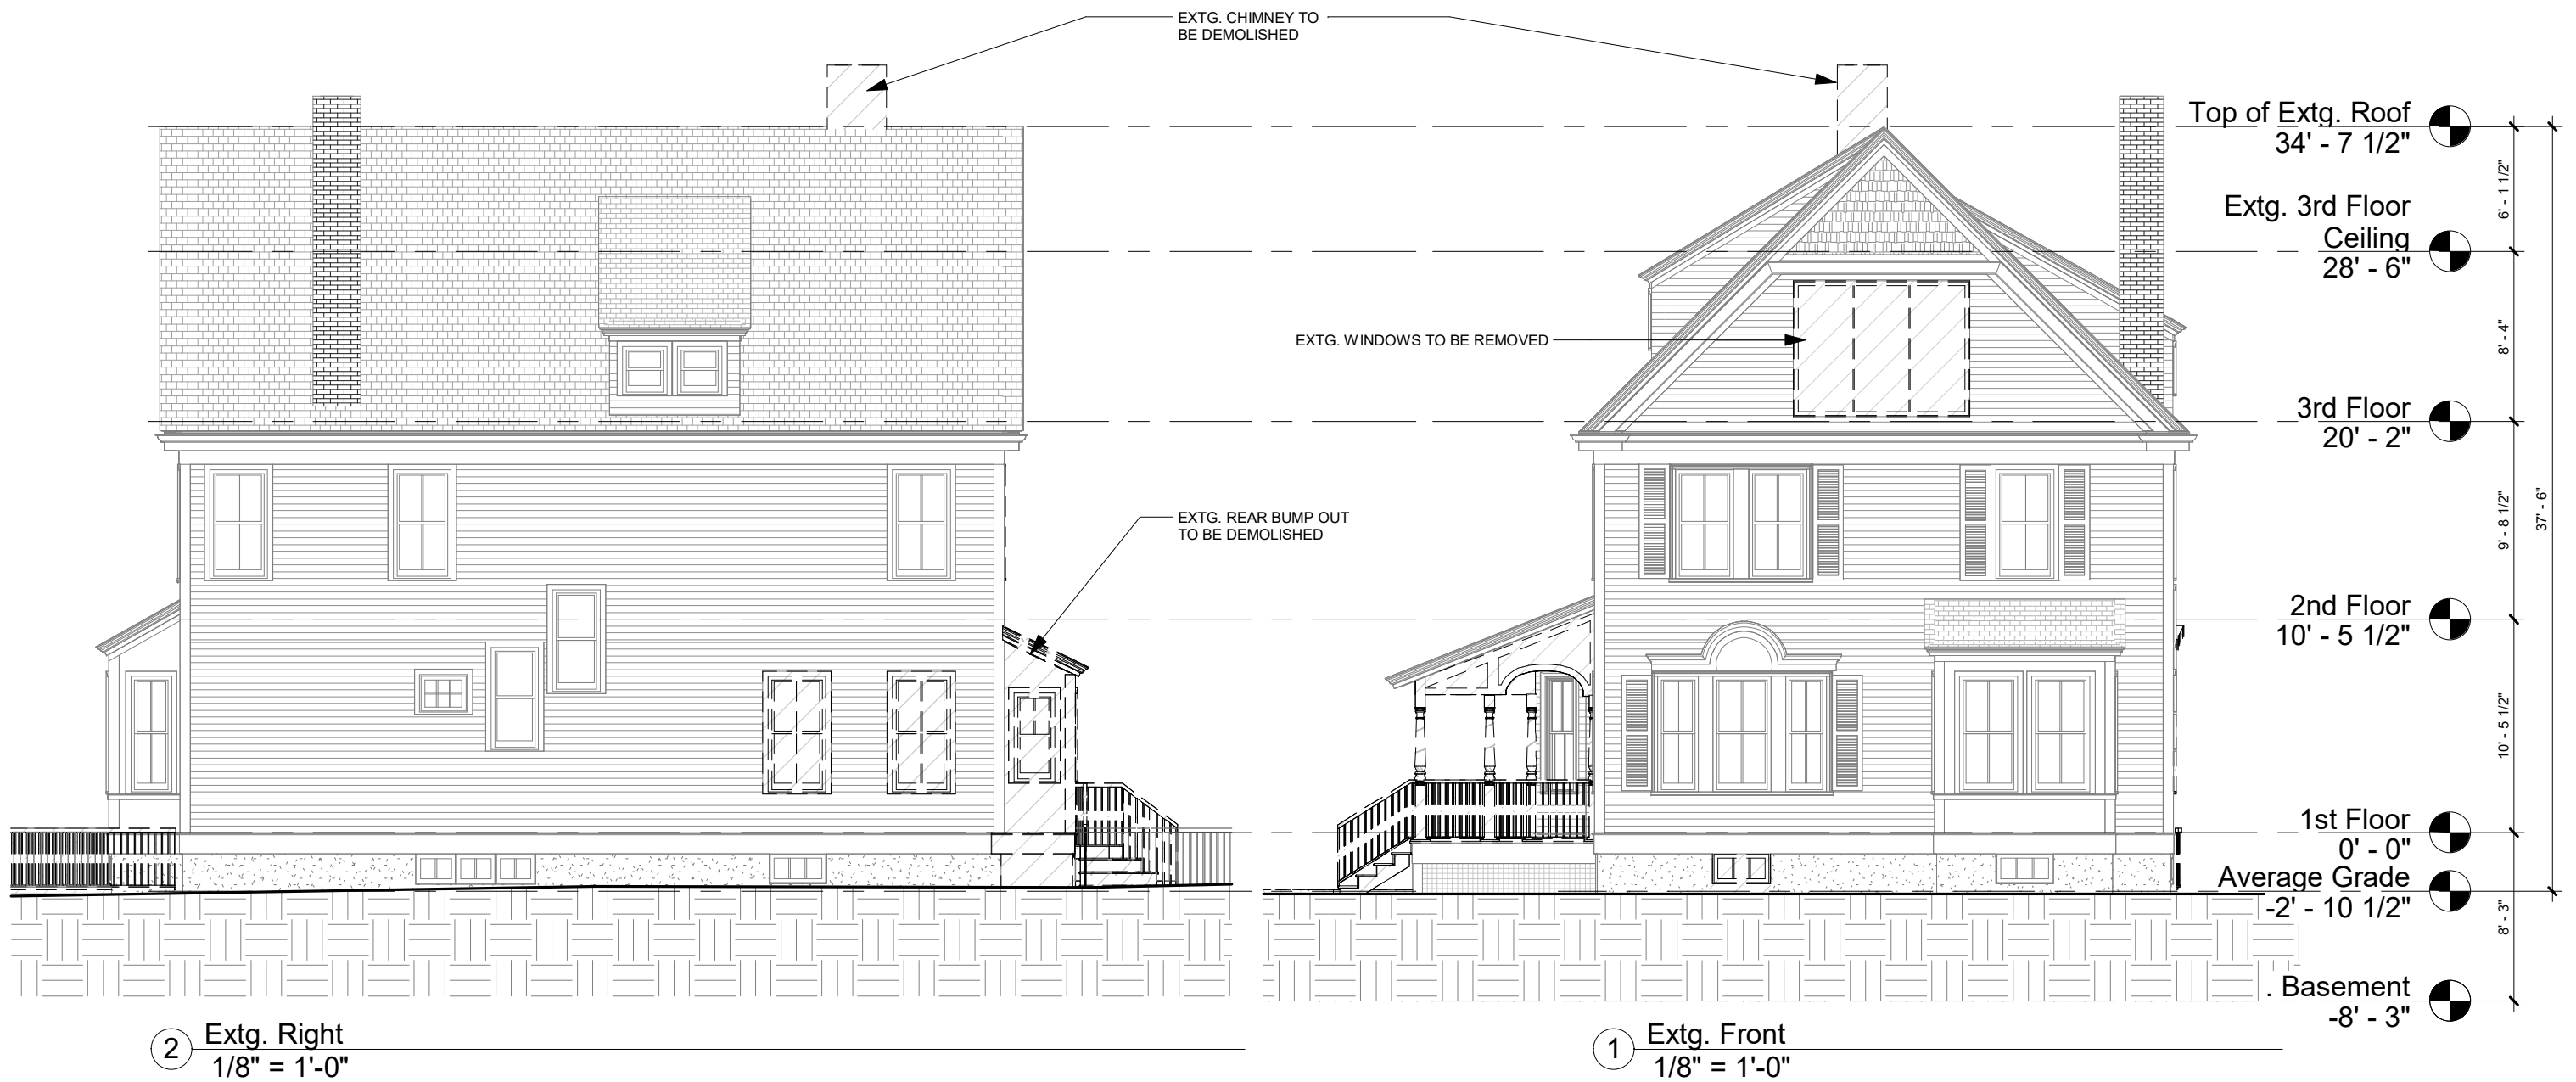 EXTG. CHIMNEY TO
BE DEMOLISHED
Top of Extg. Roof
34' - 7 1/2"
6' - 1 1/2"
Extg. 3rd Floor
Ceiling
28' - 6"
EXTG. WINDOWS TO BE REMOVED
8' - 4"
3rd Floor
20' - 2"
EXTG. REAR BUMP OUT
TO BE DEMOLISHED
9' - 8 1/2"
37' - 6"
2nd Floor
10' - 5 1/2"
10' - 5 1/2"
1st Floor
0' - 0"
Average Grade
-2' - 10 1/2"
8' - 3"
. Basement
-8' - 3"
2
Extg. Right
1/8" = 1'-0"
1
Extg. Front
1/8" = 1'-0"